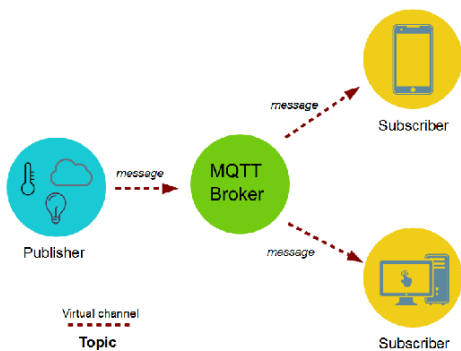 message
Subscriber
message
MQTT
Broker
Publisher
message
Subscriber
Virtual channel
Topic